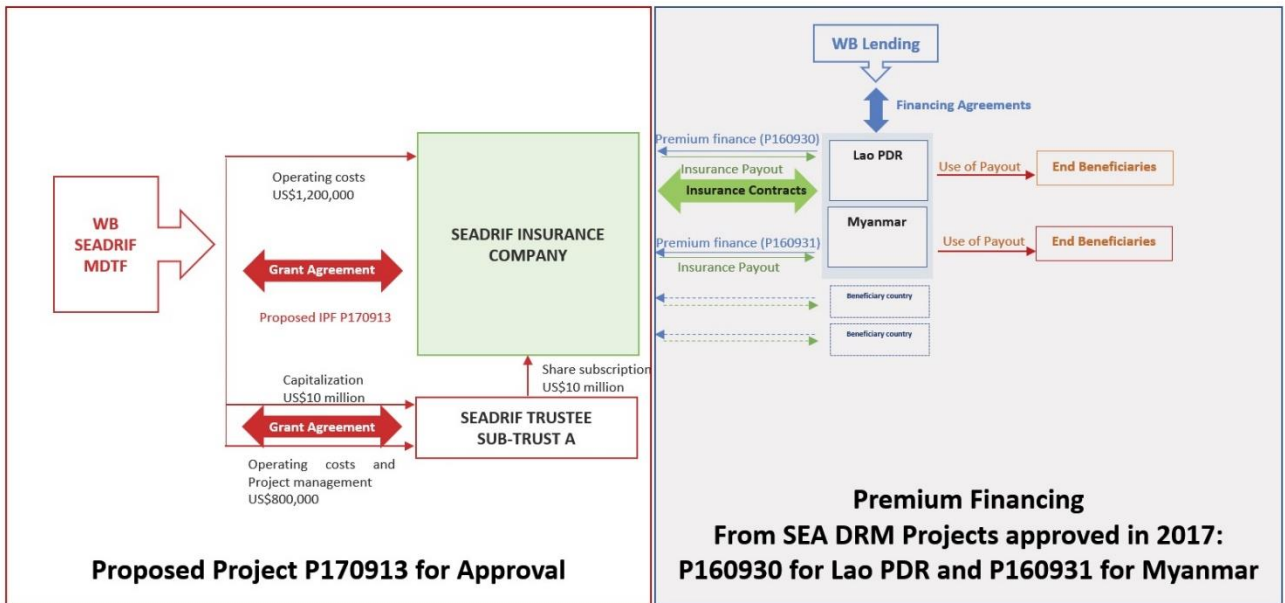 WB
SEADRIF
MDTF
Operating costs
US$1,200,000
Grant Agreement
Proposed IPF P170913
SEADRIF INSURANCE
COMPANY
Share subscription
US$10 million
Capitalization
US$10 million
Grant Agreement
SEADRIF TRUSTEE
SUB-TRUST A
Operating costs and
Project management
US$800,000
Proposed Project P170913 for Approval
WB Lending
Financing Agreements
Premium finance (P160930)
Insurance Payout
Insurance Contracts
Lao PDR
Use of Payout
End Beneficiaries
Premium finance (P160931)
Insurance Payout
Myanmar
Use of Payout
End Beneficiaries
Beneficiary country
Beneficiary country
Premium Financing
From SEA DRM Projects approved in 2017:
P160930 for Lao PDR and P160931 for Myanmar